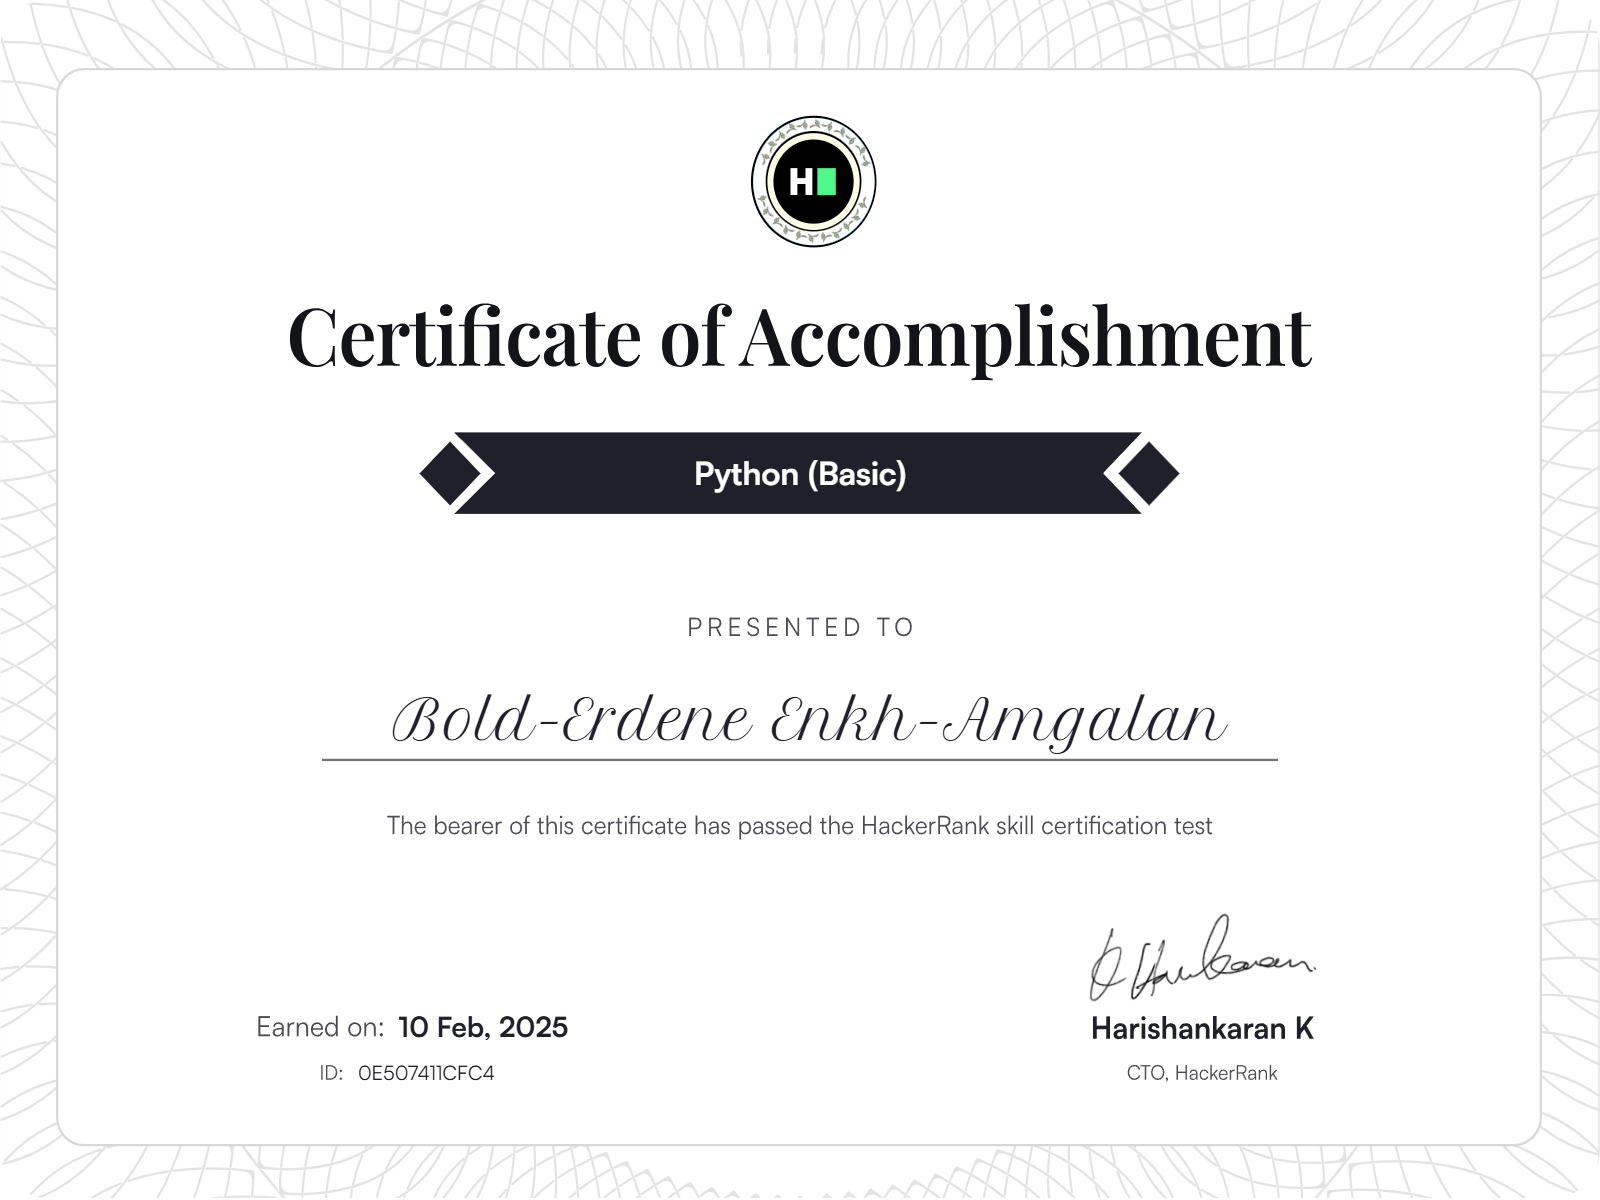 H
Certificate of Accomplishment
Python (Basic)
PRESENTED TO
Bold-Erdene Enkh-Amgalan
The bearer of this certificate has passed the HackerRank skill certification test
Earned on: 10 Feb, 2025
ID: 0E507411CFC4
Harishankaran K
CTO, HackerRank